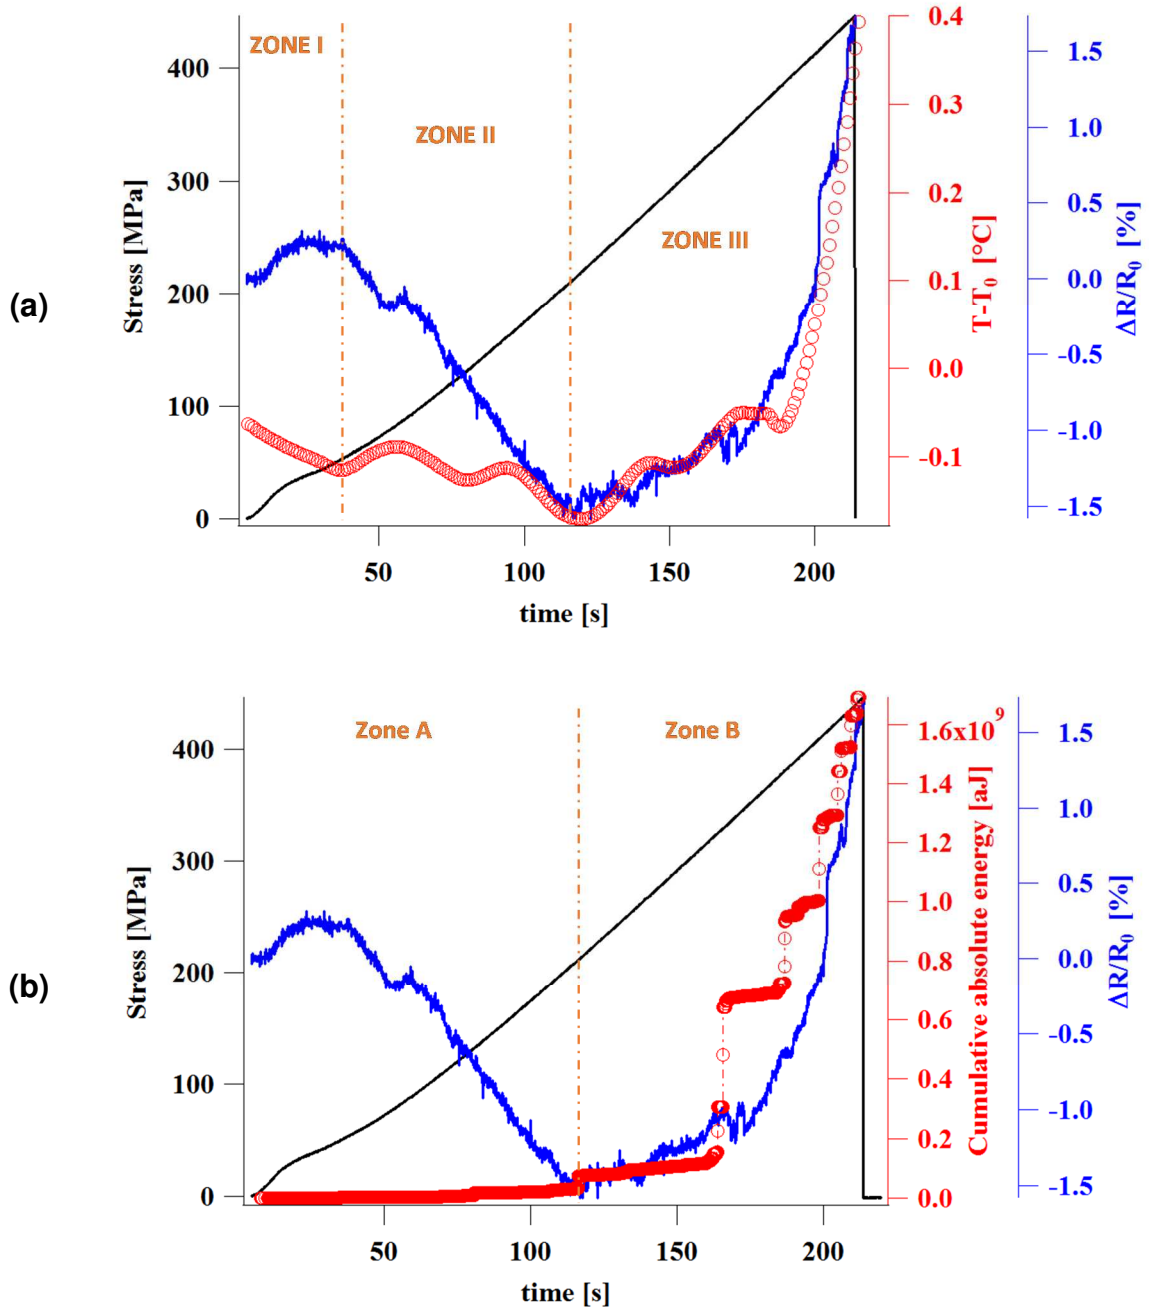 (a)
ZONE I
ZONE II
ZONE III
Stress [MPa]
400
300
200
100
0
50
100
150
200
time [s]
0.4
0.3
0.2
0.1
0.0
-0.1
T-T0 [°C]
1.5
1.0
0.5
0.0
-0.5
-1.0
-1.5
ΔR/R0 [%]
(b)
Zone A
Zone B
Stress [MPa]
400
300
200
100
0
50
100
150
200
time [s]
1.6x10⁹
1.4
1.2
1.0
0.8
0.6
0.4
0.2
0.0
Cumulative absolute energy [aJ]
1.5
1.0
0.5
0.0
-0.5
-1.0
-1.5
ΔR/R0 [%]